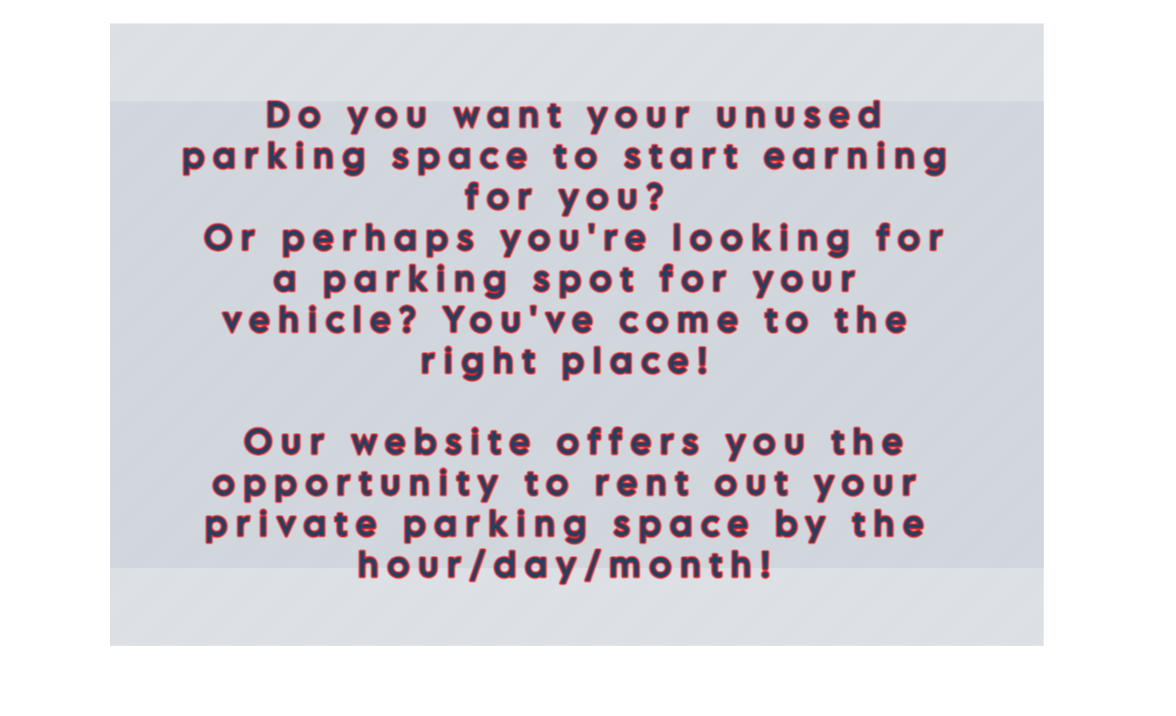 Do you want your unused
parking space to start earning
for you?
Or perhaps you're looking for
a parking spot for your
vehicle? You've come to the
right place!
Our website offers you the
opportunity to rent out your
private parking space by the
hour/day/month!